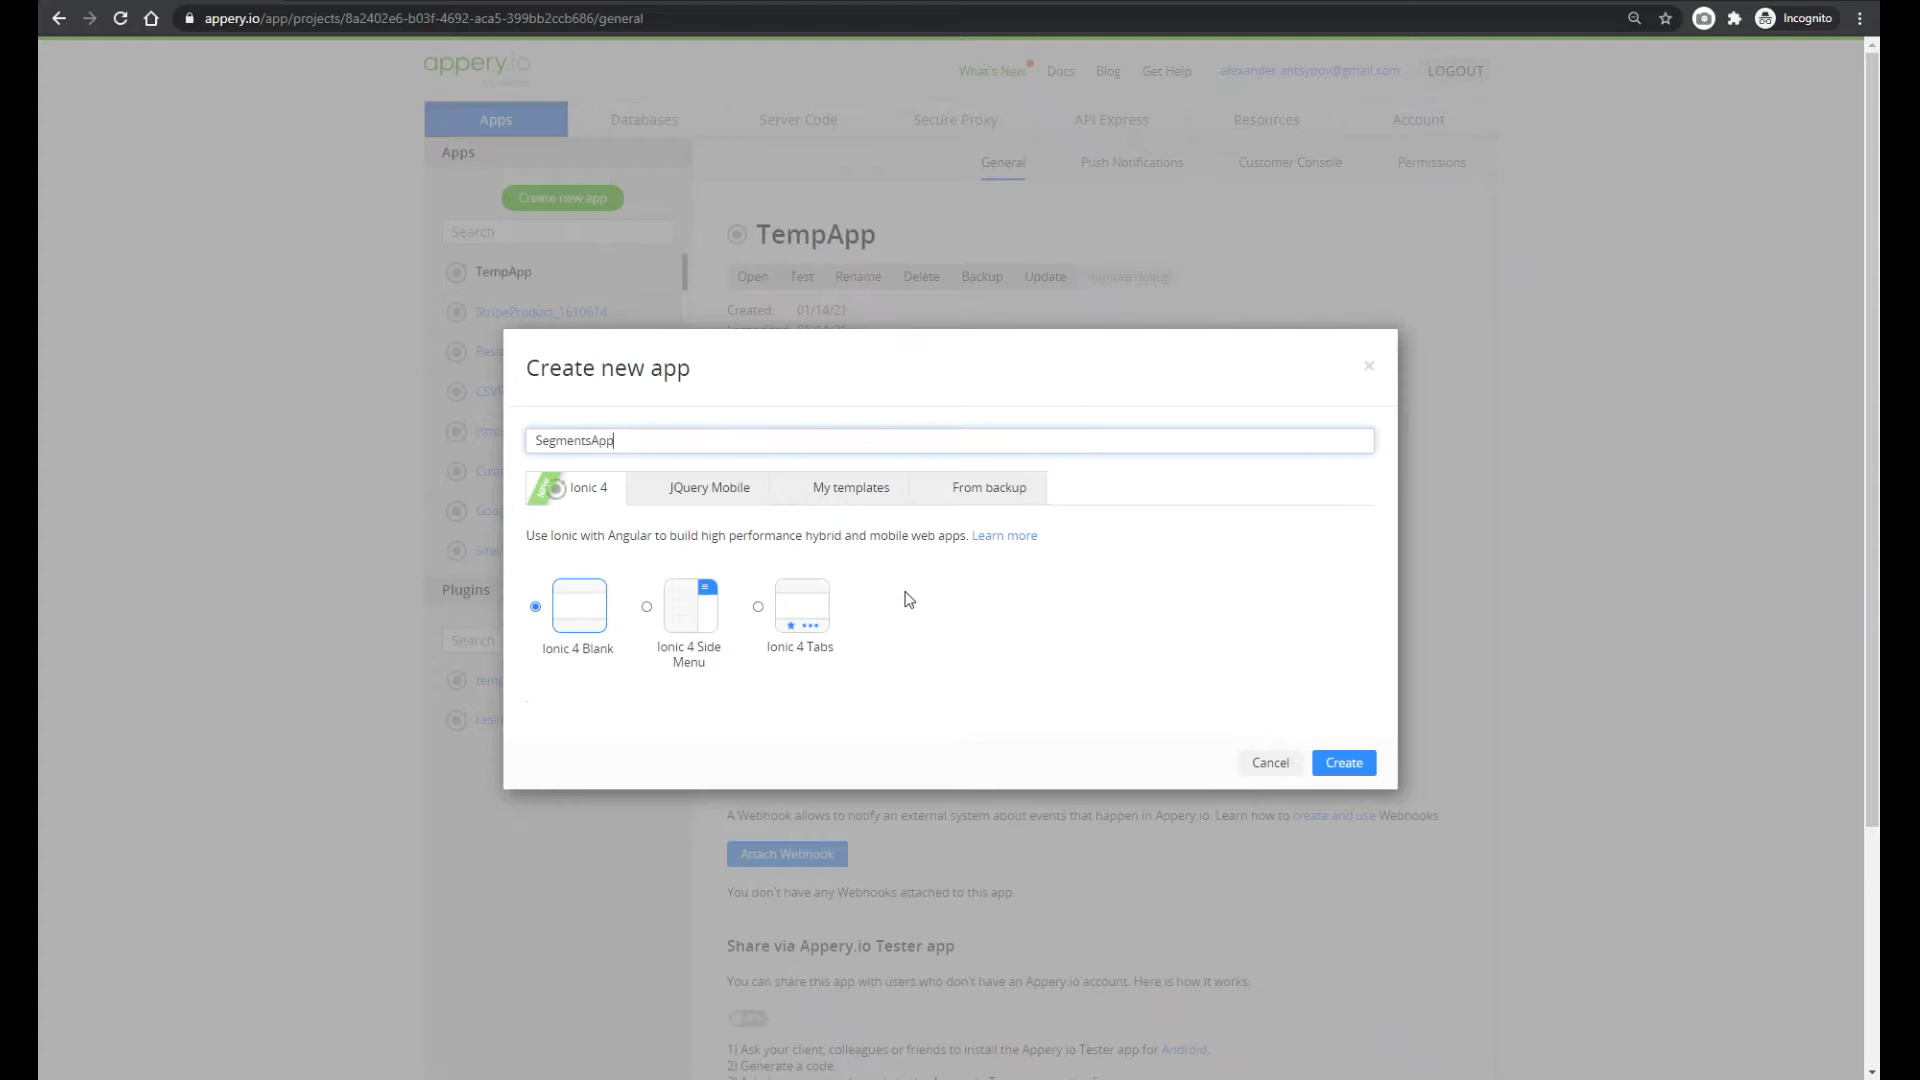 appery.io/app/projects/8a2402e6-b03f-4692-aca5-399bb2ccb686/general
Incognito
appery.io
What's New Docs Blog Get Help alexander.antsypov@gmail.com LOGOUT
Apps Databases Server Code Secure Proxy API Express Resources Account
Apps
General Push Notifications Customer Console Permissions
Create new app
Search
TempApp
TempApp
Open Test Rename Delete Backup Update Remote debug
StripeProduct_1610614
Created: 01/14/21
Create new app
×
SegmentsApp
NEW Ionic 4 JQuery Mobile My templates From backup
Use Ionic with Angular to build high performance hybrid and mobile web apps. Learn more
Ionic 4 Blank
Ionic 4 Side
Menu
Ionic 4 Tabs
Plugins
Search
Cancel Create
A Webhook allows to notify an external system about events that happen in Appery.io. Learn how to create and use Webhooks
Attach Webhook
You don't have any Webhooks attached to this app.
Share via Appery.io Tester app
You can share this app with users who don't have an Appery.io account. Here is how it works:
1) Ask your client, colleagues or friends to install the Appery.io Tester app for Android.
2) Generate a code.